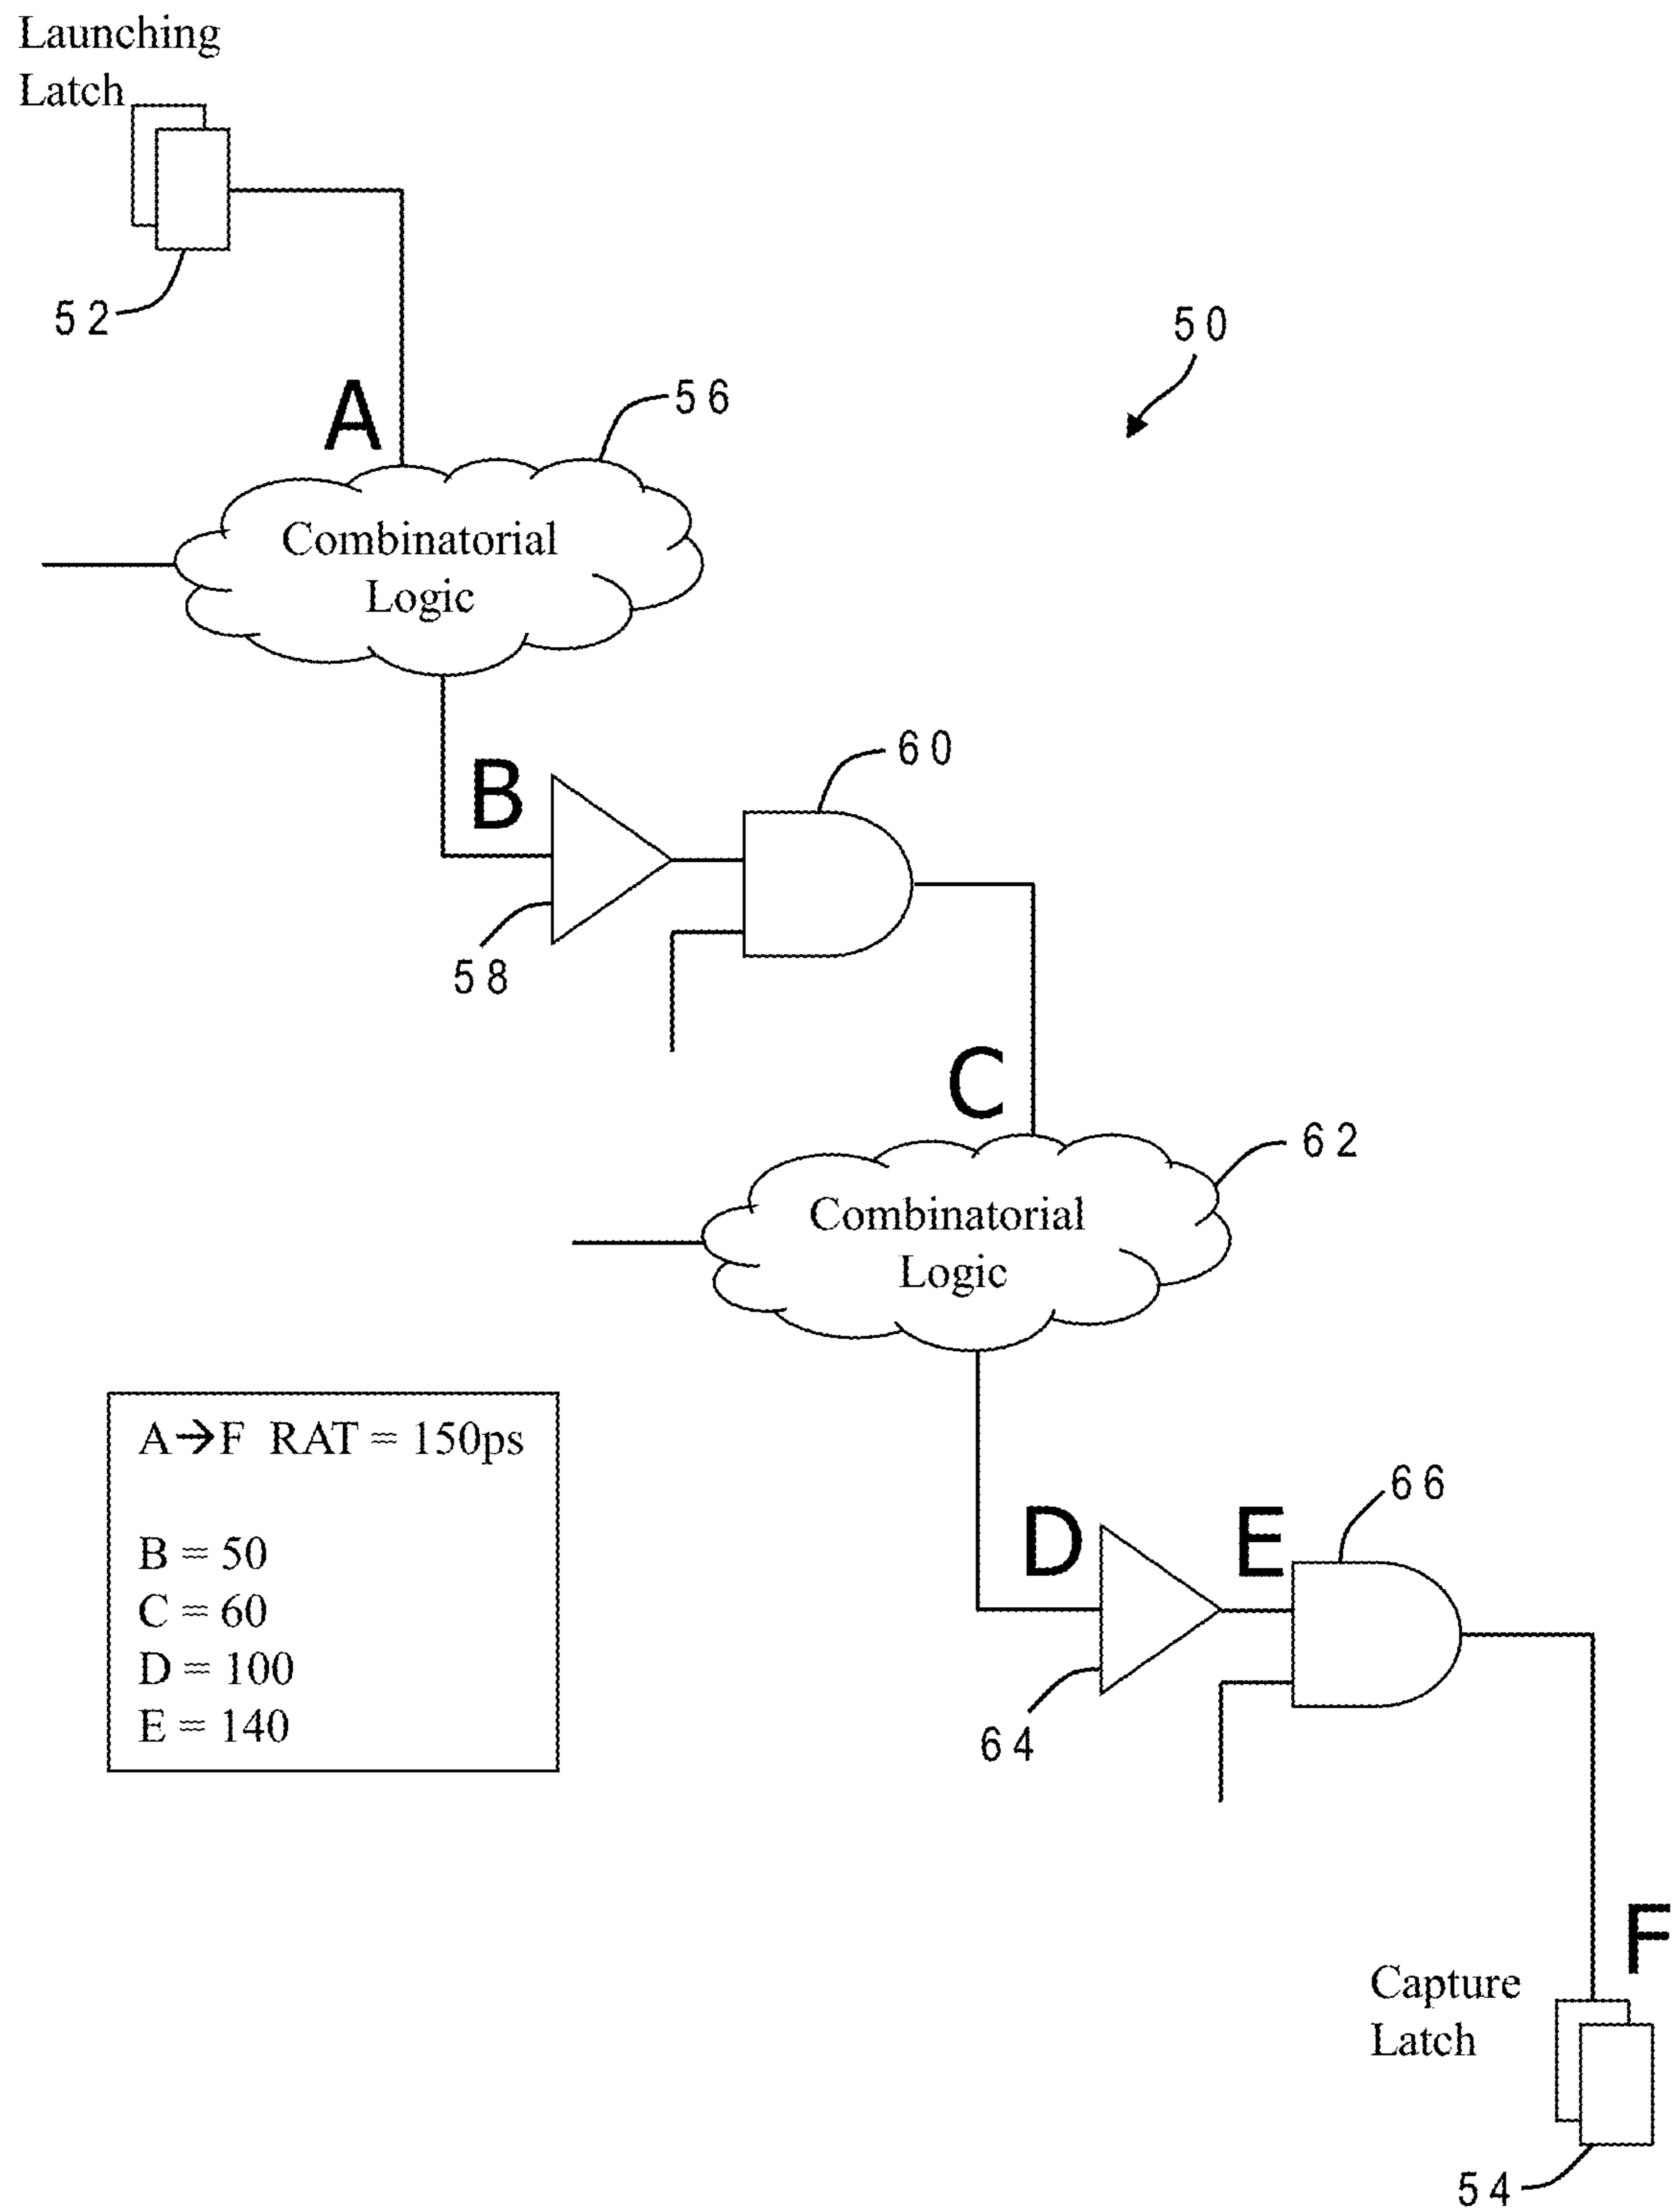 Launching
Latch
52
50
A
56
Combinatorial
Logic
B
60
58
C
62
Combinatorial
Logic
A→F RAT = 150ps
B = 50
C = 60
D = 100
E = 140
D
E
66
64
F
Capture
Latch
54